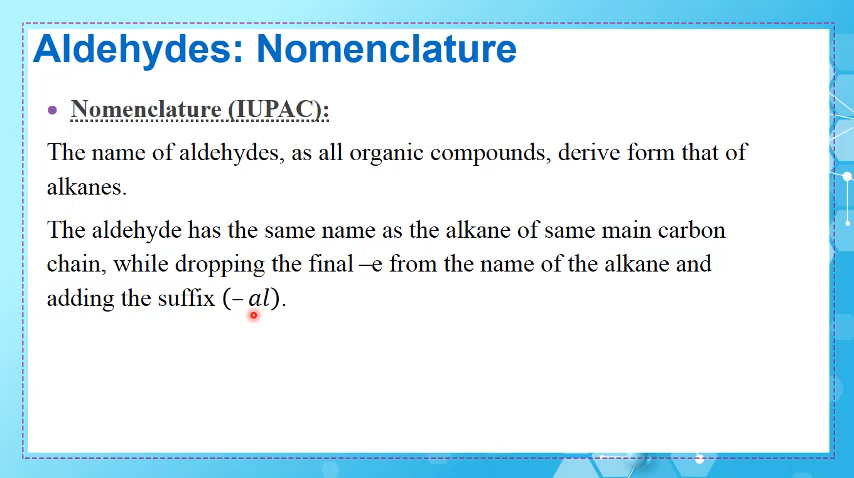 Aldehydes: Nomenclature
• Nomenclature (IUPAC):
The name of aldehydes, as all organic compounds, derive form that of
alkanes.
The aldehyde has the same name as the alkane of same main carbon
chain, while dropping the final –e from the name of the alkane and
adding the suffix (– al).